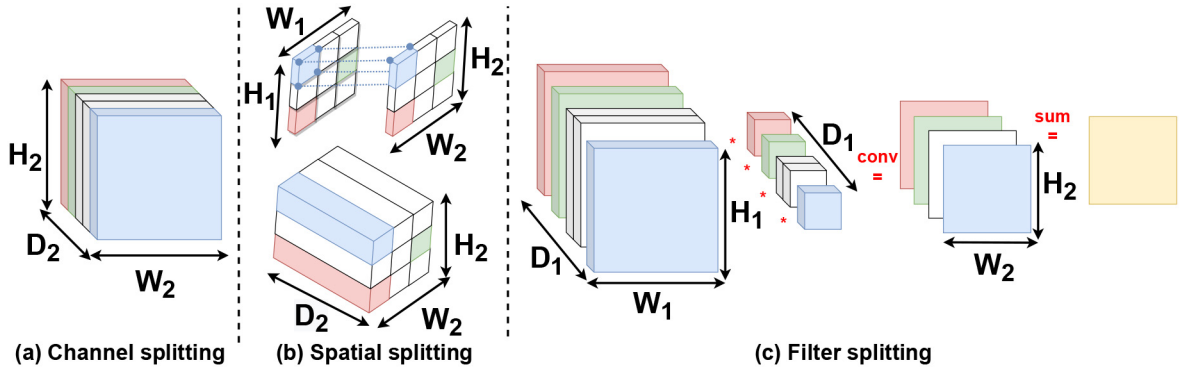 H2
D2
W2
(a) Channel splitting
W1
H1
H2
W2
H2
D2
W2
(b) Spatial splitting
D1
W1
H1
*
*
*
*
D1
conv
=
H2
W2
sum
=
(c) Filter splitting